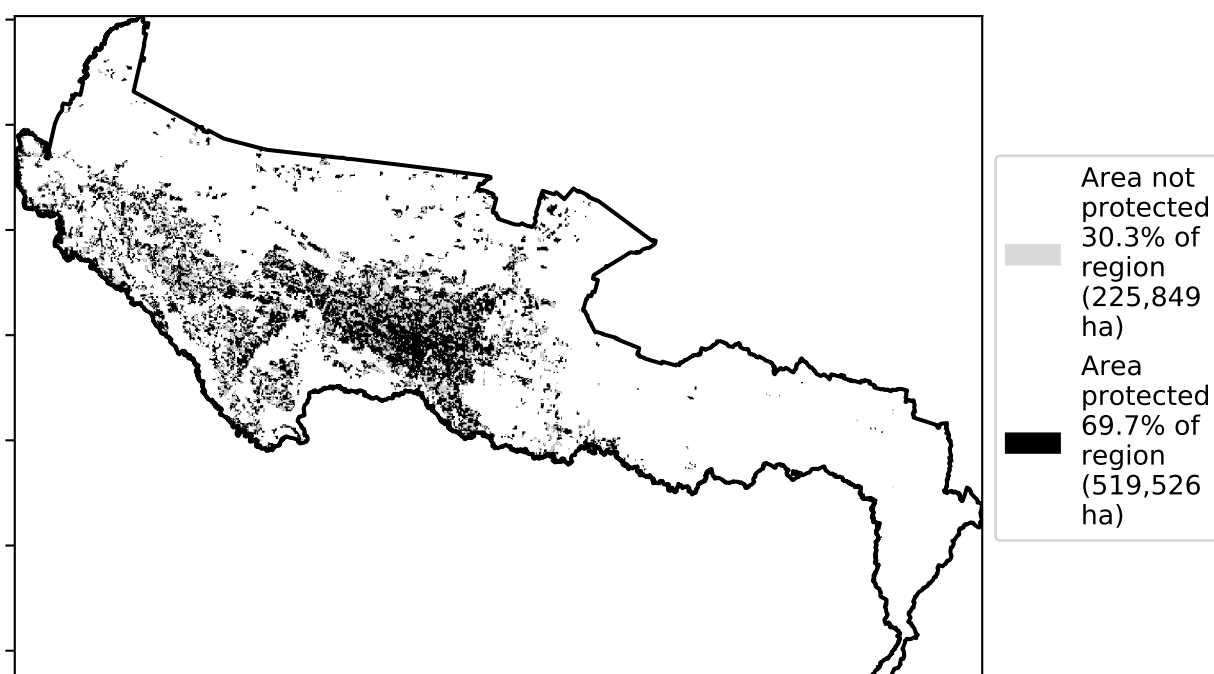 Area not
protected
30.3% of
region
(225,849
ha)
Area
protected
69.7% of
region
(519,526
ha)